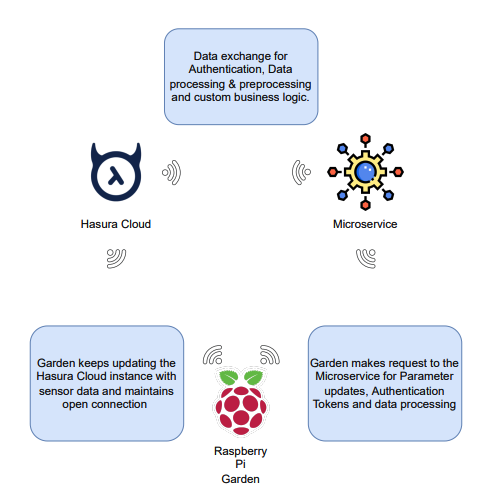 Data exchange for
Authentication, Data
processing & preprocessing
and custom business logic.
Hasura Cloud
Microservice
Garden keeps updating the
Hasura Cloud instance with
sensor data and maintains
open connection
Garden makes request to the
Microservice for Parameter
updates, Authentication
Tokens and data processing
Raspberry
Pi
Garden